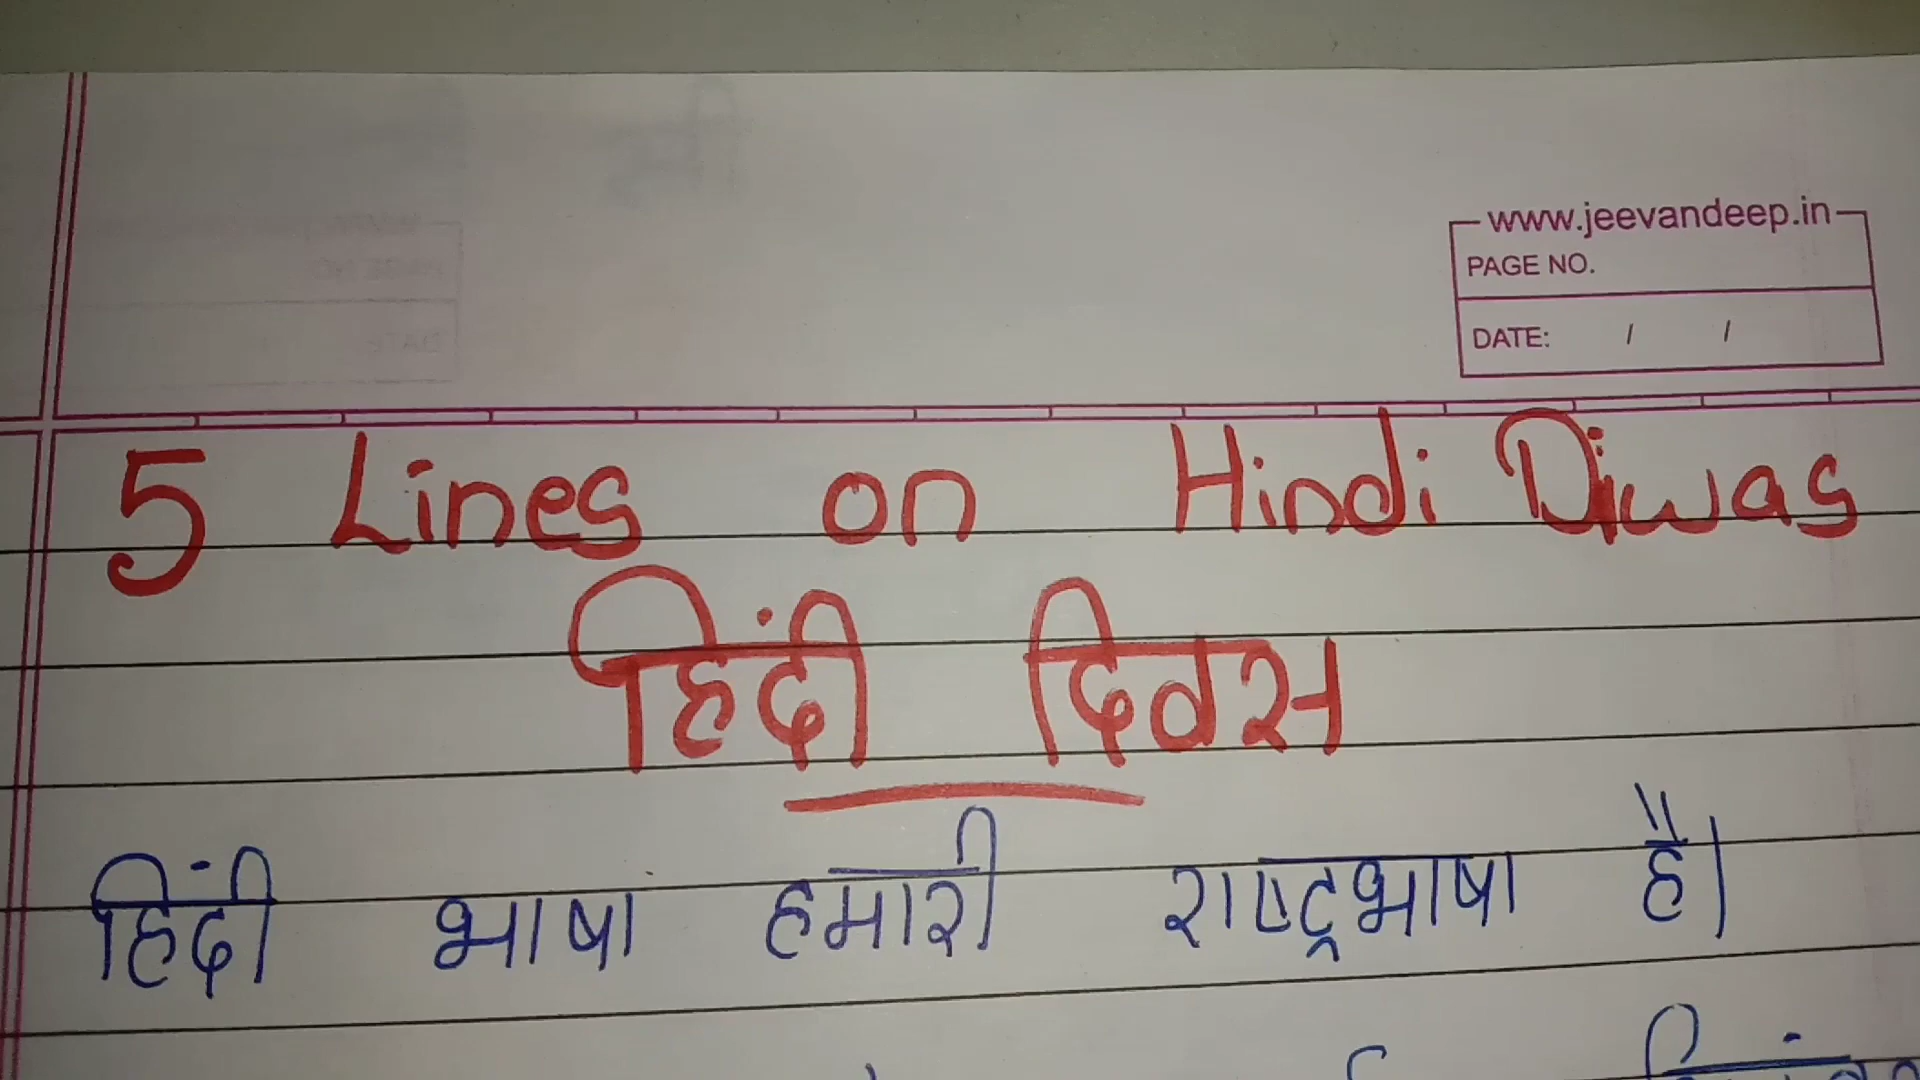 www.jeevandeep.in
PAGE NO.
DATE: / /
5 Lines on Hindi Diwas
हिंदी दिवस
हिंदी भाषा हमारी राष्ट्रभाषा है।